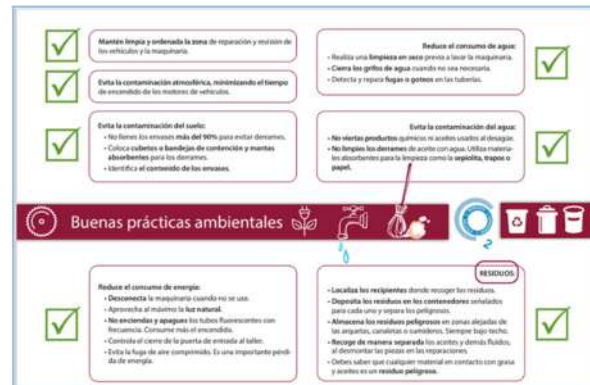 Mantén limpia y ordenada la zona de reparación y revisión de
los vehículos y la maquinaria.
Evita la contaminación atmosférica, minimizando el tiempo
de encendido de los motores de vehículos.
Evita la contaminación del suelo:
• No llenes los envases más del 90% para evitar derrames.
• Coloca cubetos o bandejas de contención y mantas
absorbentes para los derrames.
• Identifica el contenido de los envases.
Reduce el consumo de agua:
• Realiza una limpieza en seco previa a lavar la maquinaria.
• Cierra los grifos de agua cuando no sea necesaria.
• Detecta y repara fugas o goteos en las tuberías.
Evita la contaminación del agua:
• No viertas productos químicos ni aceites usados al desagüe.
• No limpies los derrames de aceite con agua. Utiliza materia-
les absorbentes para la limpieza como la sepiolita, trapos o
papel.
Buenas prácticas ambientales
Reduce el consumo de energía:
• Desconecta la maquinaria cuando no se use.
• Aprovecha al máximo la luz natural.
• No enciendas y apagues los tubos fluorescentes con
frecuencia. Consume más el encendido.
• Controla el cierre de la puerta de entrada al taller.
• Evita la fuga de aire comprimido. Es una importante pérdi-
da de energía.
RESIDUOS:
• Localiza los recipientes donde recoger los residuos.
• Deposita los residuos en los contenedores señalados
para cada uno y separa los peligrosos.
• Almacena los residuos peligrosos en zonas alejadas de
las arquetas, canaletas o sumideros. Siempre bajo techo.
• Recoge de manera separada los aceites y demás fluidos, al
desmontar las piezas en las reparaciones.
• Debes saber que cualquier material en contacto con grasa
y aceites es un residuo peligroso.